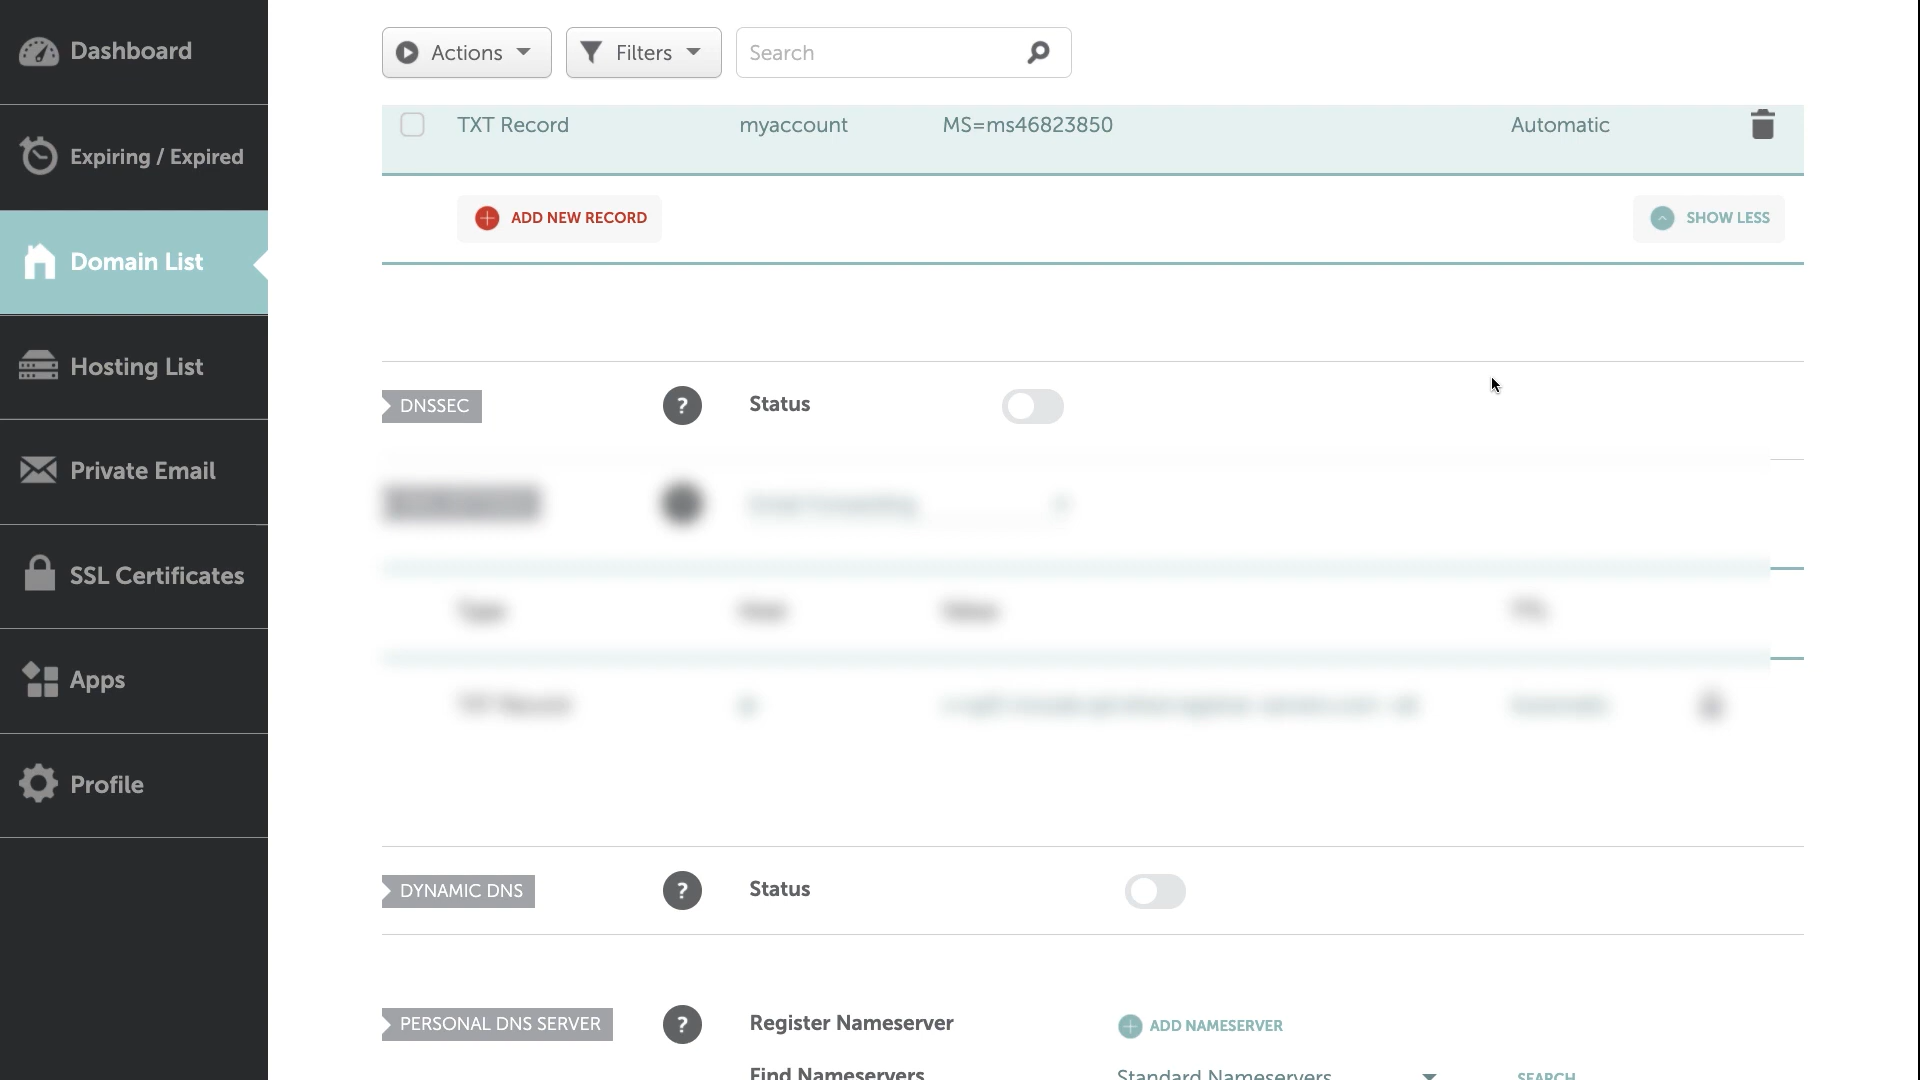 Dashboard
Expiring / Expired
Domain List
Hosting List
Private Email
SSL Certificates
Apps
Profile
Actions Filters Search
TXT Record myaccount MS=ms46823850 Automatic
ADD NEW RECORD SHOW LESS
DNSSEC ? Status
DYNAMIC DNS ? Status
PERSONAL DNS SERVER ? Register Nameserver ADD NAMESERVER
Find Nameservers Standard Nameservers SEARCH